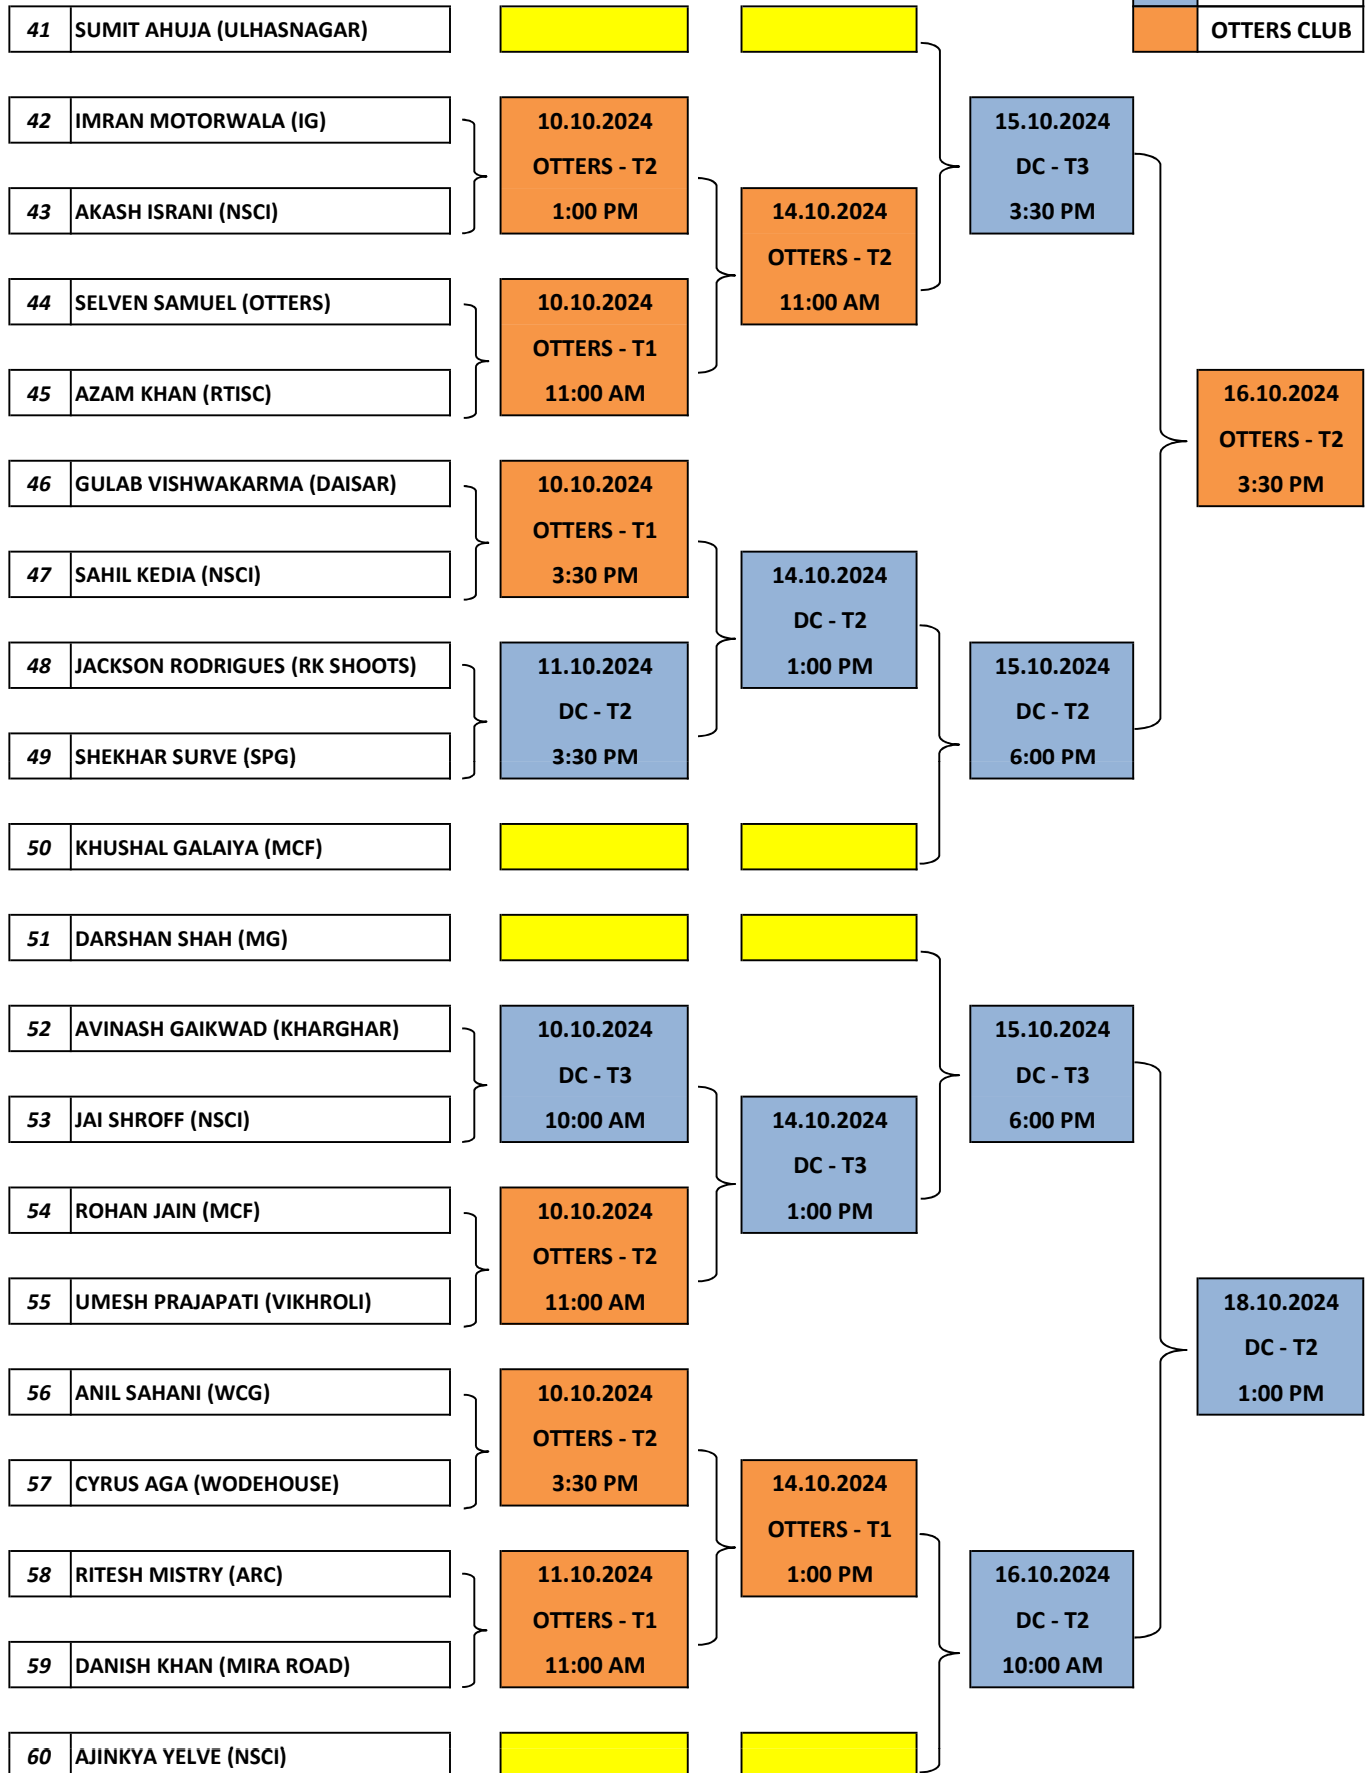 41 SUMIT AHUJA (ULHASNAGAR)
OTTERS CLUB
42 IMRAN MOTORWALA (IG)
10.10.2024
OTTERS - T2
1:00 PM
15.10.2024
DC - T3
3:30 PM
43 AKASH ISRANI (NSCI)
14.10.2024
OTTERS - T2
11:00 AM
44 SELVEN SAMUEL (OTTERS)
10.10.2024
OTTERS - T1
11:00 AM
45 AZAM KHAN (RTISC)
16.10.2024
OTTERS - T2
3:30 PM
46 GULAB VISHWAKARMA (DAISAR)
10.10.2024
OTTERS - T1
3:30 PM
47 SAHIL KEDIA (NSCI)
14.10.2024
DC - T2
1:00 PM
48 JACKSON RODRIGUES (RK SHOOTS)
11.10.2024
DC - T2
3:30 PM
15.10.2024
DC - T2
6:00 PM
49 SHEKHAR SURVE (SPG)
50 KHUSHAL GALAIYA (MCF)
51 DARSHAN SHAH (MG)
52 AVINASH GAIKWAD (KHARGHAR)
10.10.2024
DC - T3
10:00 AM
15.10.2024
DC - T3
6:00 PM
53 JAI SHROFF (NSCI)
14.10.2024
DC - T3
1:00 PM
54 ROHAN JAIN (MCF)
10.10.2024
OTTERS - T2
11:00 AM
55 UMESH PRAJAPATI (VIKHROLI)
18.10.2024
DC - T2
1:00 PM
56 ANIL SAHANI (WCG)
10.10.2024
OTTERS - T2
3:30 PM
57 CYRUS AGA (WODEHOUSE)
14.10.2024
OTTERS - T1
1:00 PM
58 RITESH MISTRY (ARC)
11.10.2024
OTTERS - T1
11:00 AM
16.10.2024
DC - T2
10:00 AM
59 DANISH KHAN (MIRA ROAD)
60 AJINKYA YELVE (NSCI)